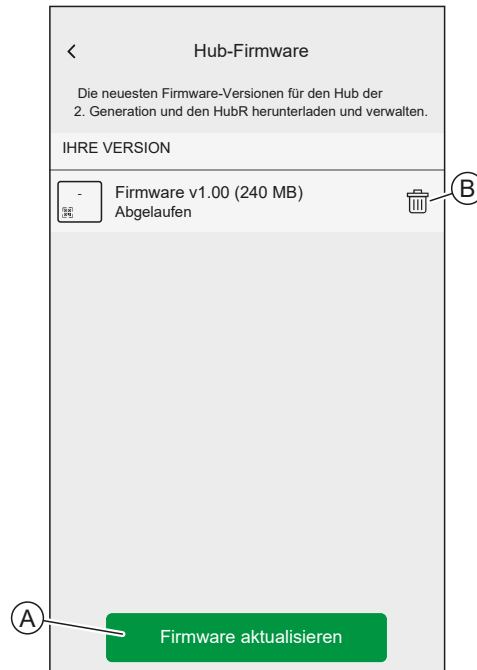 Hub-Firmware
Die neuesten Firmware-Versionen für den Hub der
2. Generation und den HubR herunterladen und verwalten.
IHRE VERSION
Firmware v1.00 (240 MB)
Abgelaufen
B
A
Firmware aktualisieren